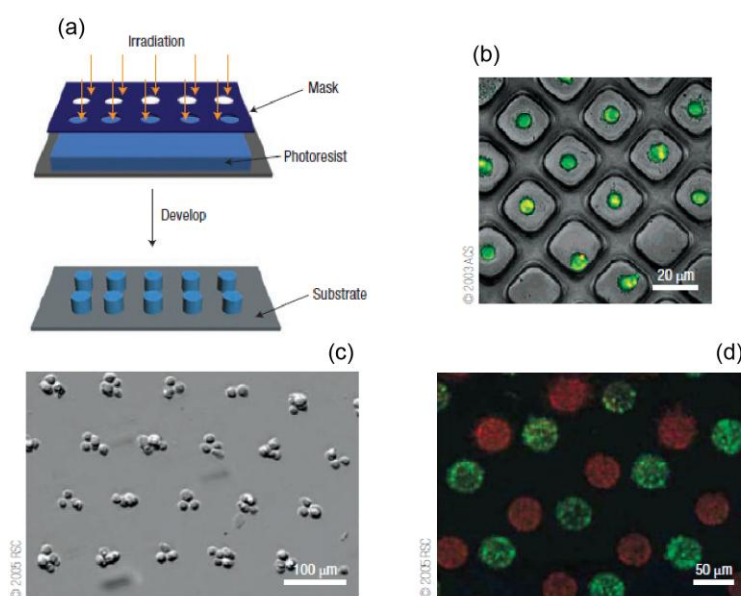 (a)
Irradiation
Mask
Photoresist
Develop
Substrate
(b)
© 2003 ACS
20 µm
(c)
© 2005 RSC
100 µm
(d)
© 2005 RSC
50 µm